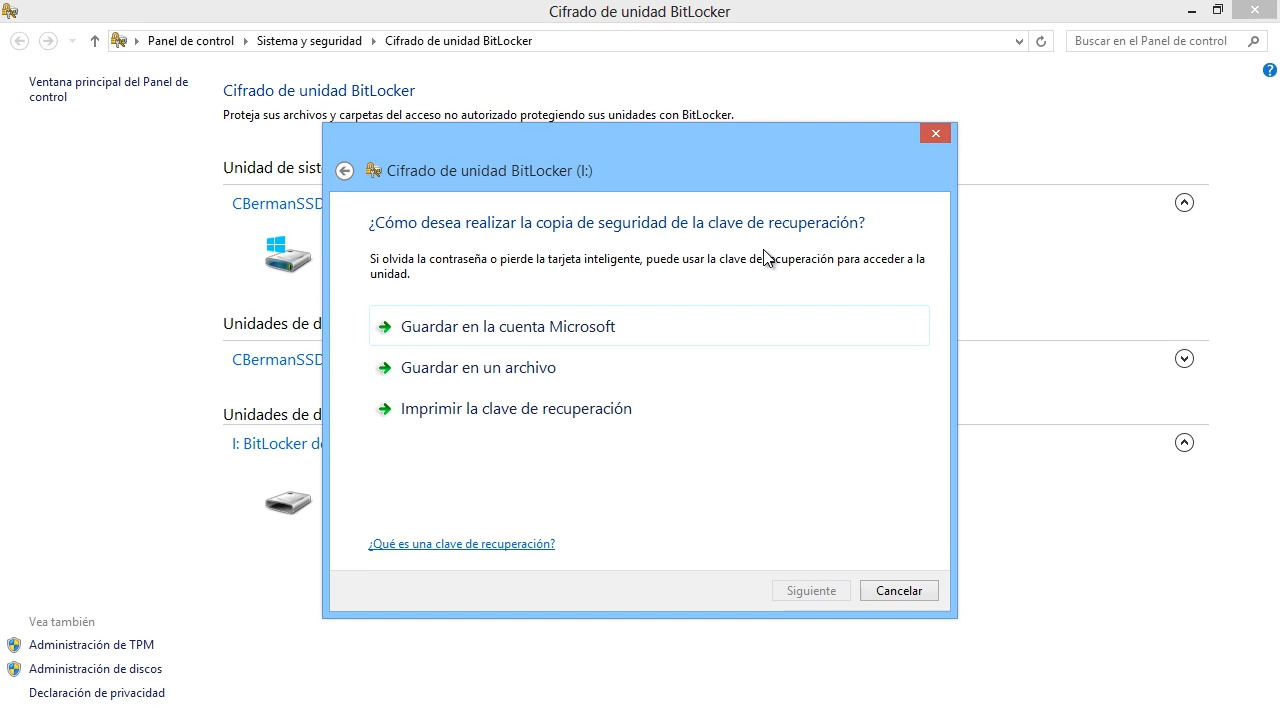 Cifrado de unidad BitLocker
Panel de control
Sistema y seguridad
Cifrado de unidad BitLocker
Buscar en el Panel de control
?
Ventana principal del Panel de
control
Cifrado de unidad BitLocker
Proteja sus archivos y carpetas del acceso no autorizado protegiendo sus unidades con BitLocker.
Unidad de sist
CBermanSSD
Unidades de d
CBermanSSD
Unidades de d
I: BitLocker de
Cifrado de unidad BitLocker (I:)
¿Cómo desea realizar la copia de seguridad de la clave de recuperación?
Si olvida la contraseña o pierde la tarjeta inteligente, puede usar la clave de recuperación para acceder a la
unidad.
Guardar en la cuenta Microsoft
Guardar en un archivo
Imprimir la clave de recuperación
¿Qué es una clave de recuperación?
Siguiente
Cancelar
Vea también
Administración de TPM
Administración de discos
Declaración de privacidad